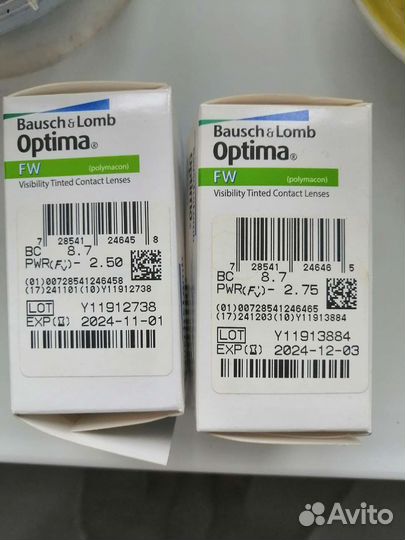 Bausch & Lomb
Optima®
FW (polymacon)
Visibility Tinted Contact Lenses
7 28541 24645 8
BC 8.7
PWR(Fv) - 2.50
(01)00728541246458
(17)241101(10)Y11912738
LOT Y11912738
EXP 2024-11-01
Bausch & Lomb
Optima®
FW (polymacon)
Visibility Tinted Contact Lenses
7 28541 24646 5
BC 8.7
PWR(Fv) - 2.75
(01)00728541246465
(17)241203(10)Y11913884
LOT Y11913884
EXP 2024-12-03
Avito